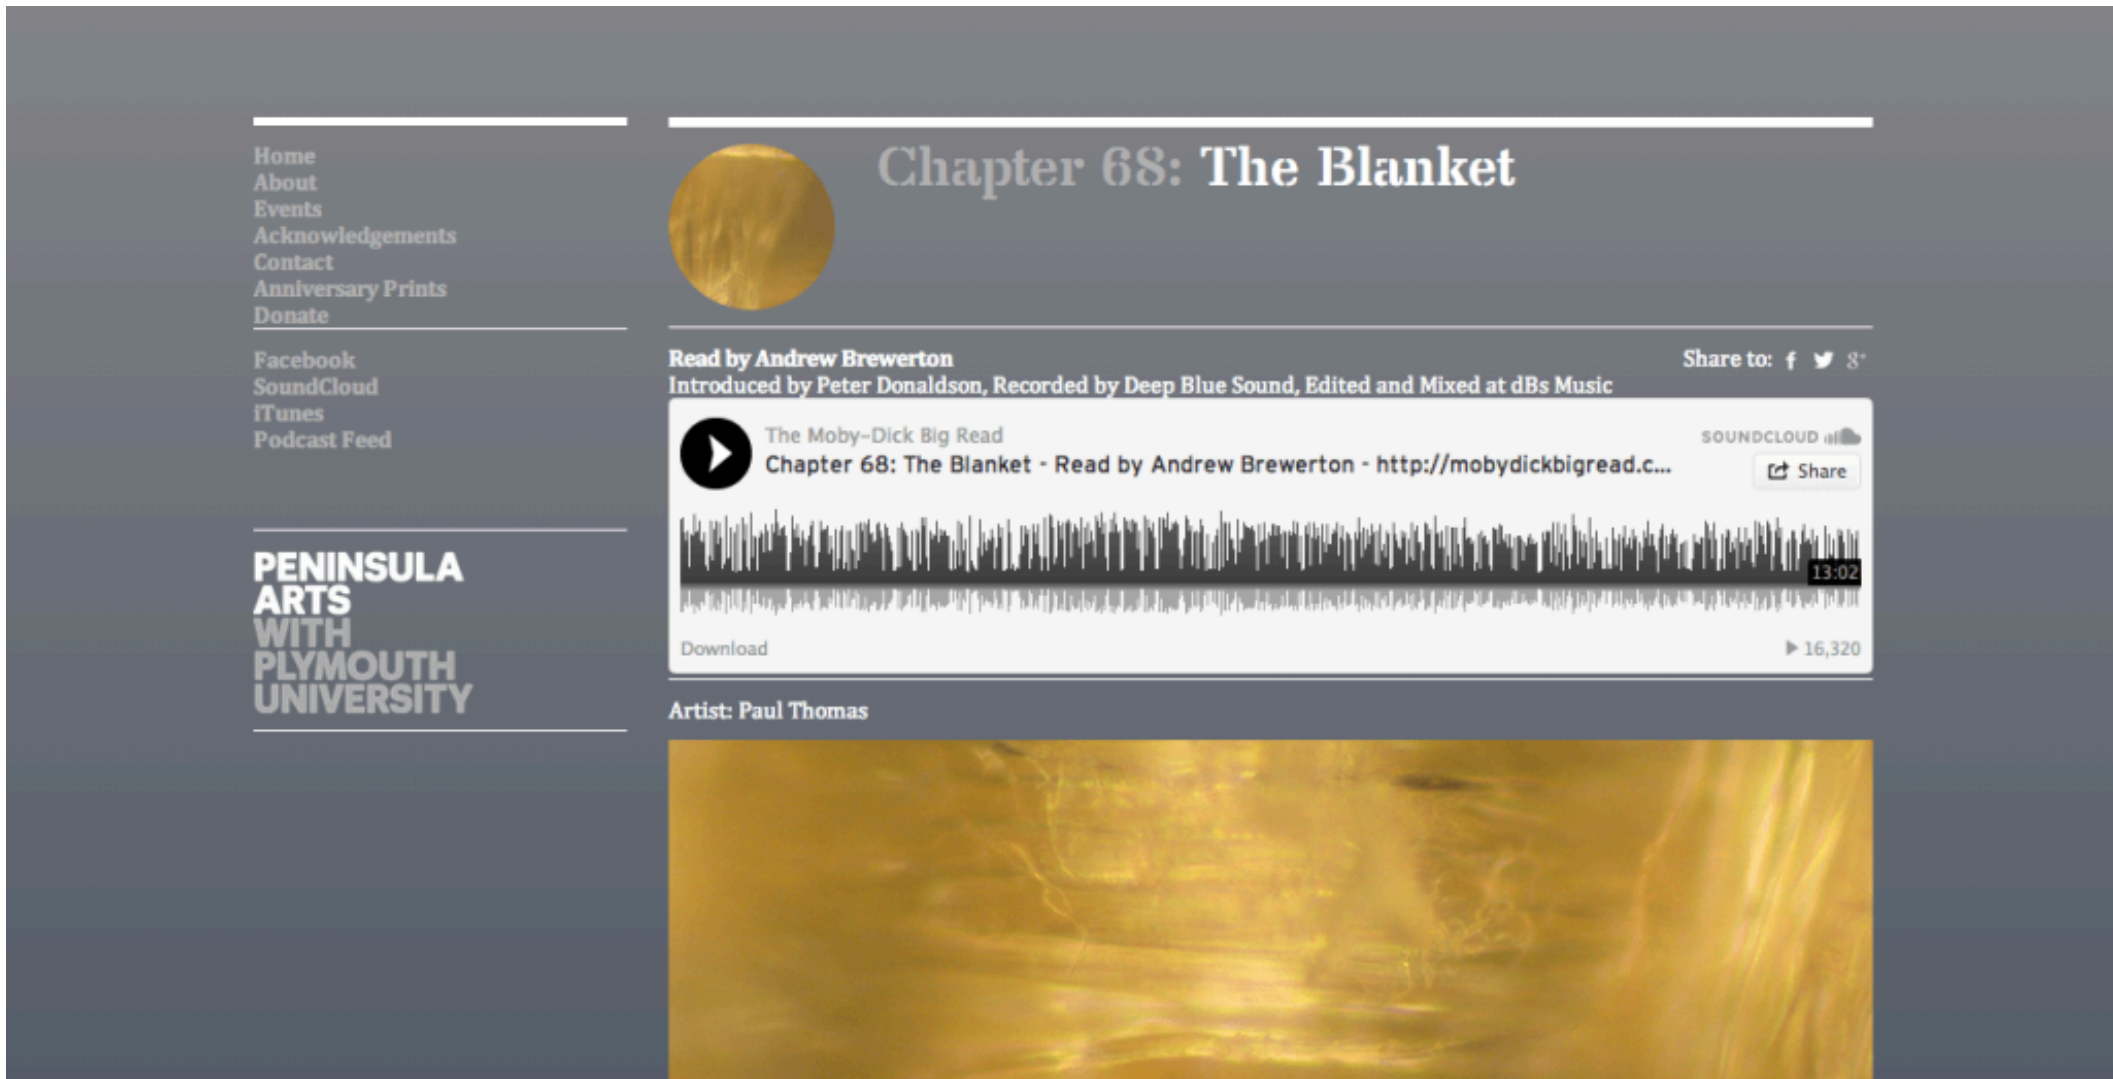 Home
About
Events
Acknowledgements
Contact
Anniversary Prints
Donate
Facebook
SoundCloud
iTunes
Podcast Feed
PENINSULA
ARTS
WITH
PLYMOUTH
UNIVERSITY
Chapter 68: The Blanket
Read by Andrew Brewerton
Share to: f g+
Introduced by Peter Donaldson, Recorded by Deep Blue Sound, Edited and Mixed at dBs Music
The Moby-Dick Big Read
SOUNDCLOUD
Chapter 68: The Blanket - Read by Andrew Brewerton - http://mobydickbigread.c...
Share
13:02
Download
16,320
Artist: Paul Thomas